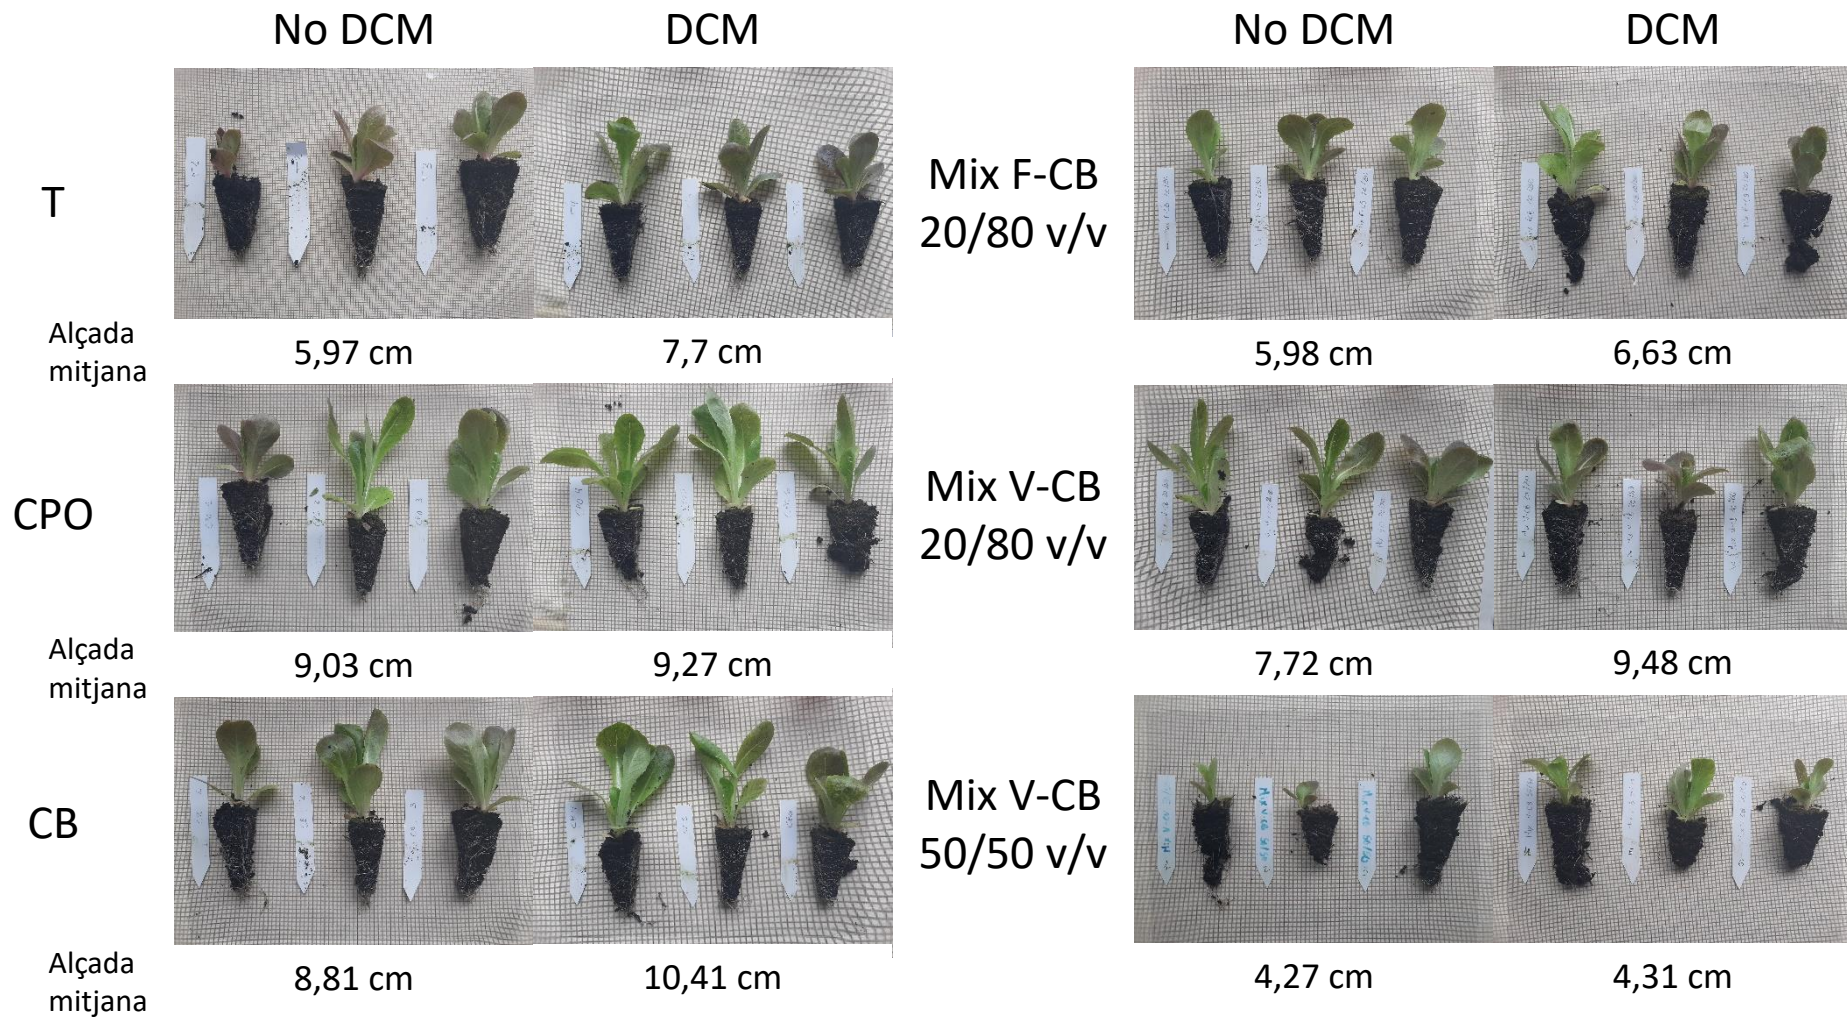 No DCM
DCM
No DCM
DCM
T
Mix F-CB
20/80 v/v
Alçada
mitjana
5,97 cm
7,7 cm
5,98 cm
6,63 cm
CPO
Mix V-CB
20/80 v/v
Alçada
mitjana
9,03 cm
9,27 cm
7,72 cm
9,48 cm
CB
Mix V-CB
50/50 v/v
Alçada
mitjana
8,81 cm
10,41 cm
4,27 cm
4,31 cm